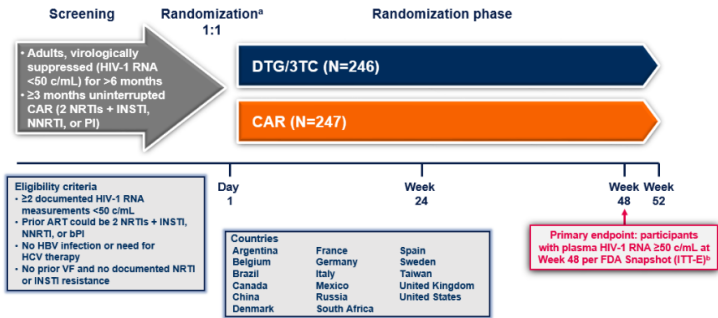 Screening
Randomizationᵃ
1:1
Randomization phase
• Adults, virologically
suppressed (HIV-1 RNA
<50 c/mL) for >6 months
• ≥3 months uninterrupted
CAR (2 NRTIs + INSTI,
NNRTI, or PI)
DTG/3TC (N=246)
CAR (N=247)
Day
1
Week
24
Week
48
Week
52
Eligibility criteria
• ≥2 documented HIV-1 RNA
measurements <50 c/mL
• Prior ART could be 2 NRTIs + INSTI,
NNRTI, or bPI
• No HBV infection or need for
HCV therapy
• No prior VF and no documented NRTI
or INSTI resistance
Countries
Argentina France Spain
Belgium Germany Sweden
Brazil Italy Taiwan
Canada Mexico United Kingdom
China Russia United States
Denmark South Africa
Primary endpoint: participants
with plasma HIV-1 RNA ≥50 c/mL at
Week 48 per FDA Snapshot (ITT-E)ᵇ